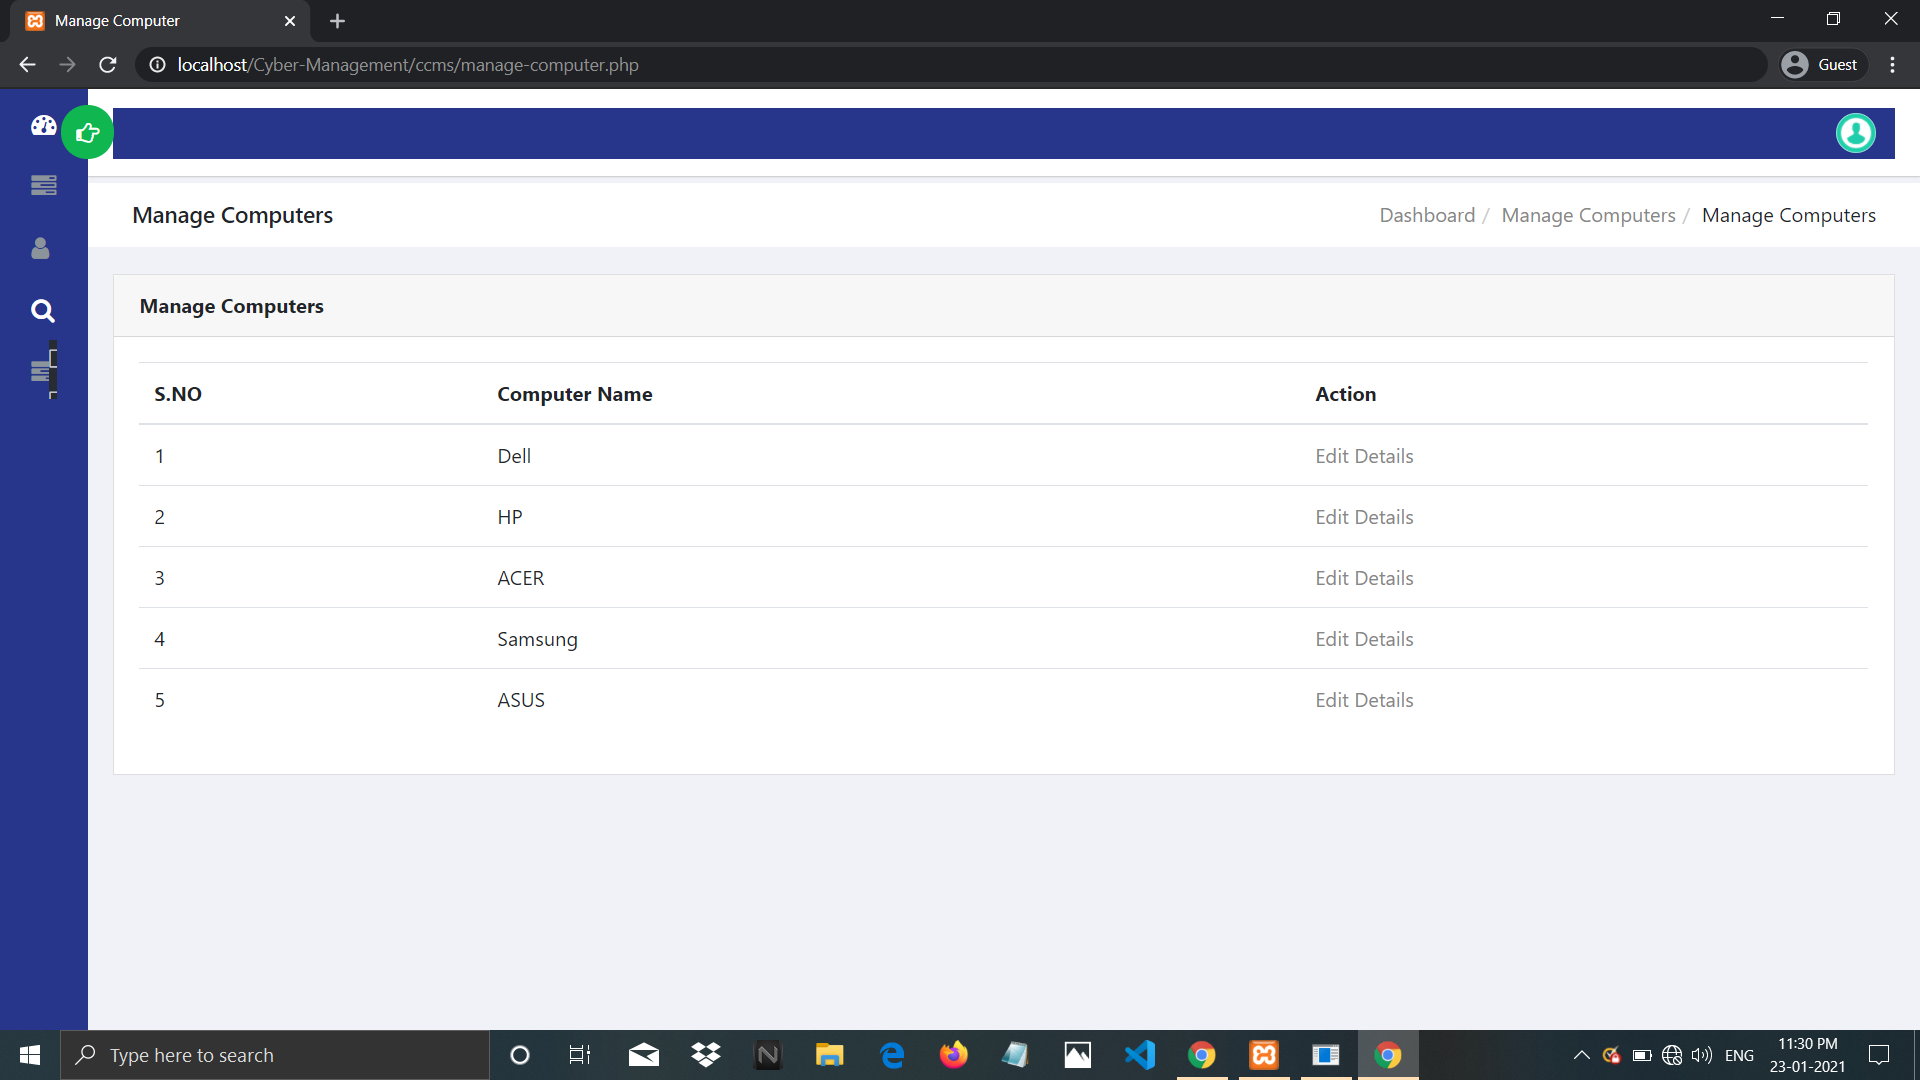 Manage Computer
localhost/Cyber-Management/ccms/manage-computer.php
Guest
Manage Computers
Dashboard / Manage Computers / Manage Computers
Manage Computers
S.NO Computer Name Action
1 Dell Edit Details
2 HP Edit Details
3 ACER Edit Details
4 Samsung Edit Details
5 ASUS Edit Details
Type here to search
ENG
11:30 PM
23-01-2021